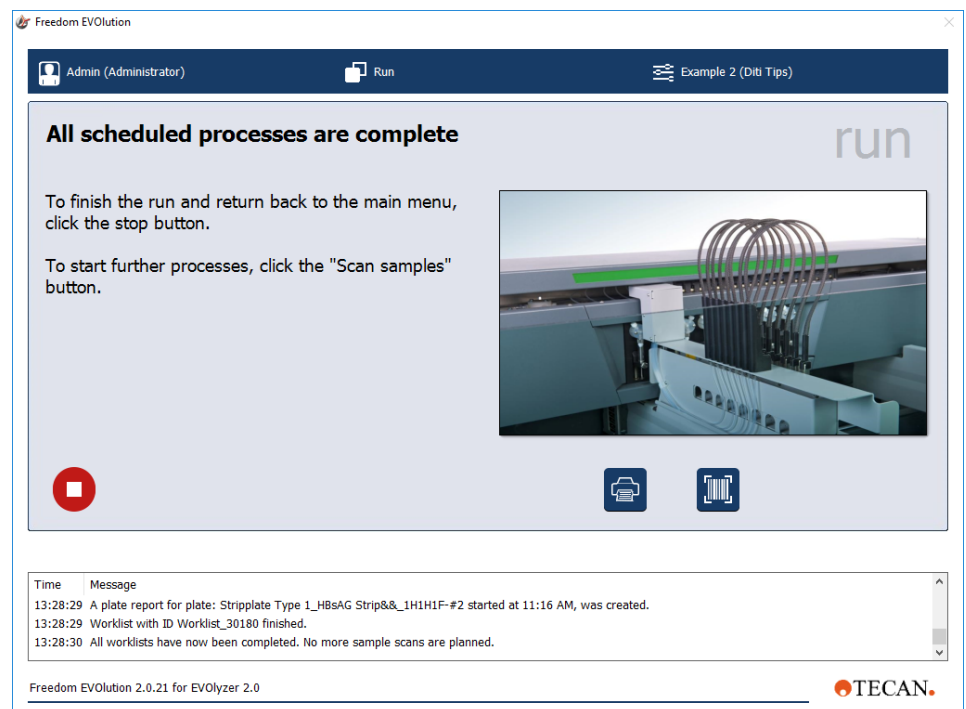 Freedom EVOlution
Admin (Administrator)
Run
Example 2 (Diti Tips)
All scheduled processes are complete
run
To finish the run and return back to the main menu,
click the stop button.
To start further processes, click the "Scan samples"
button.
Time Message
13:28:29 A plate report for plate: Stripplate Type 1_HBsAG Strip&&_1H1H1F-#2 started at 11:16 AM, was created.
13:28:29 Worklist with ID Worklist_30180 finished.
13:28:30 All worklists have now been completed. No more sample scans are planned.
Freedom EVOlution 2.0.21 for EVOlyzer 2.0
TECAN.